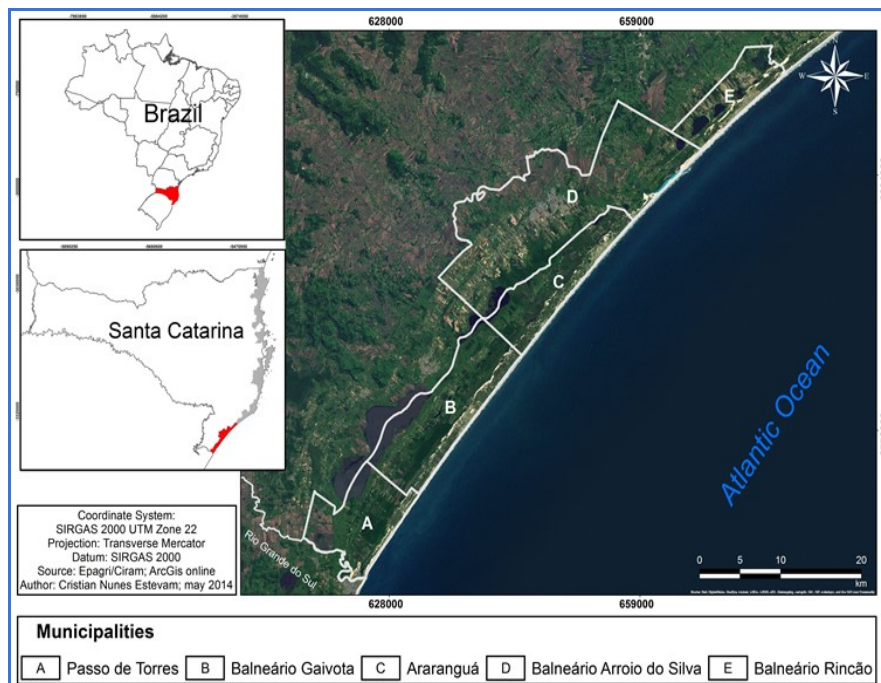 628000
659000
Brazil
Santa Catarina
N
W
E
S
E
D
C
B
A
Atlantic Ocean
Rio Grande do Sul
0
5
10
20
km
628000
659000
Coordinate System:
SIRGAS 2000 UTM Zone 22
Projection: Transverse Mercator
Datum: SIRGAS 2000
Source: Epagri/Ciram; ArcGis online
Author: Cristian Nunes Estevam; may 2014
Municipalities
A Passo de Torres B Balneário Gaivota C Araranguá D Balneário Arroio do Silva E Balneário Rincão